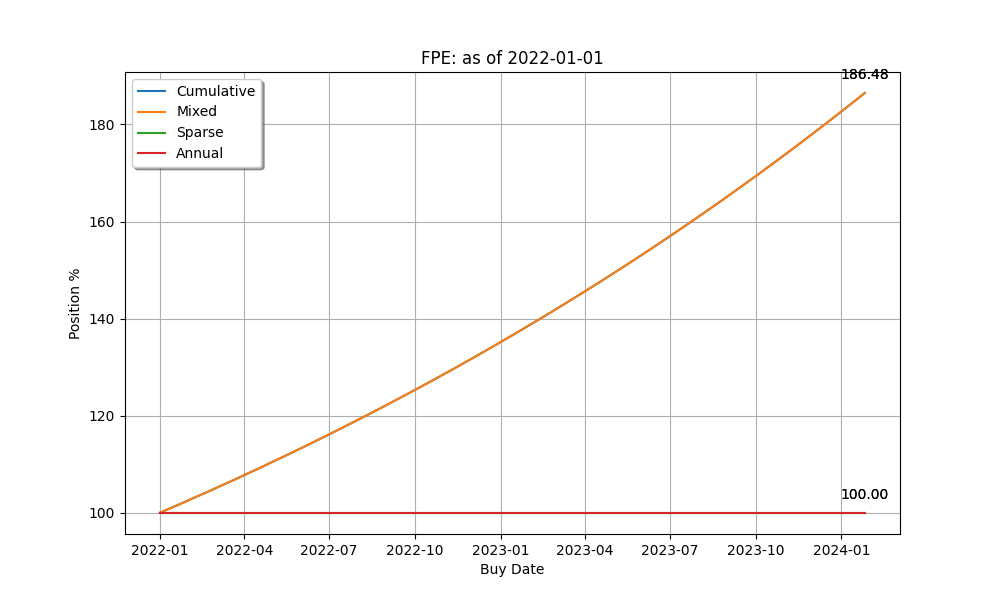 FPE: as of 2022-01-01
186.48
Cumulative
Mixed
Sparse
Annual
180
160
140
120
100
Position %
100.00
2022-01 2022-04 2022-07 2022-10 2023-01 2023-04 2023-07 2023-10 2024-01
Buy Date